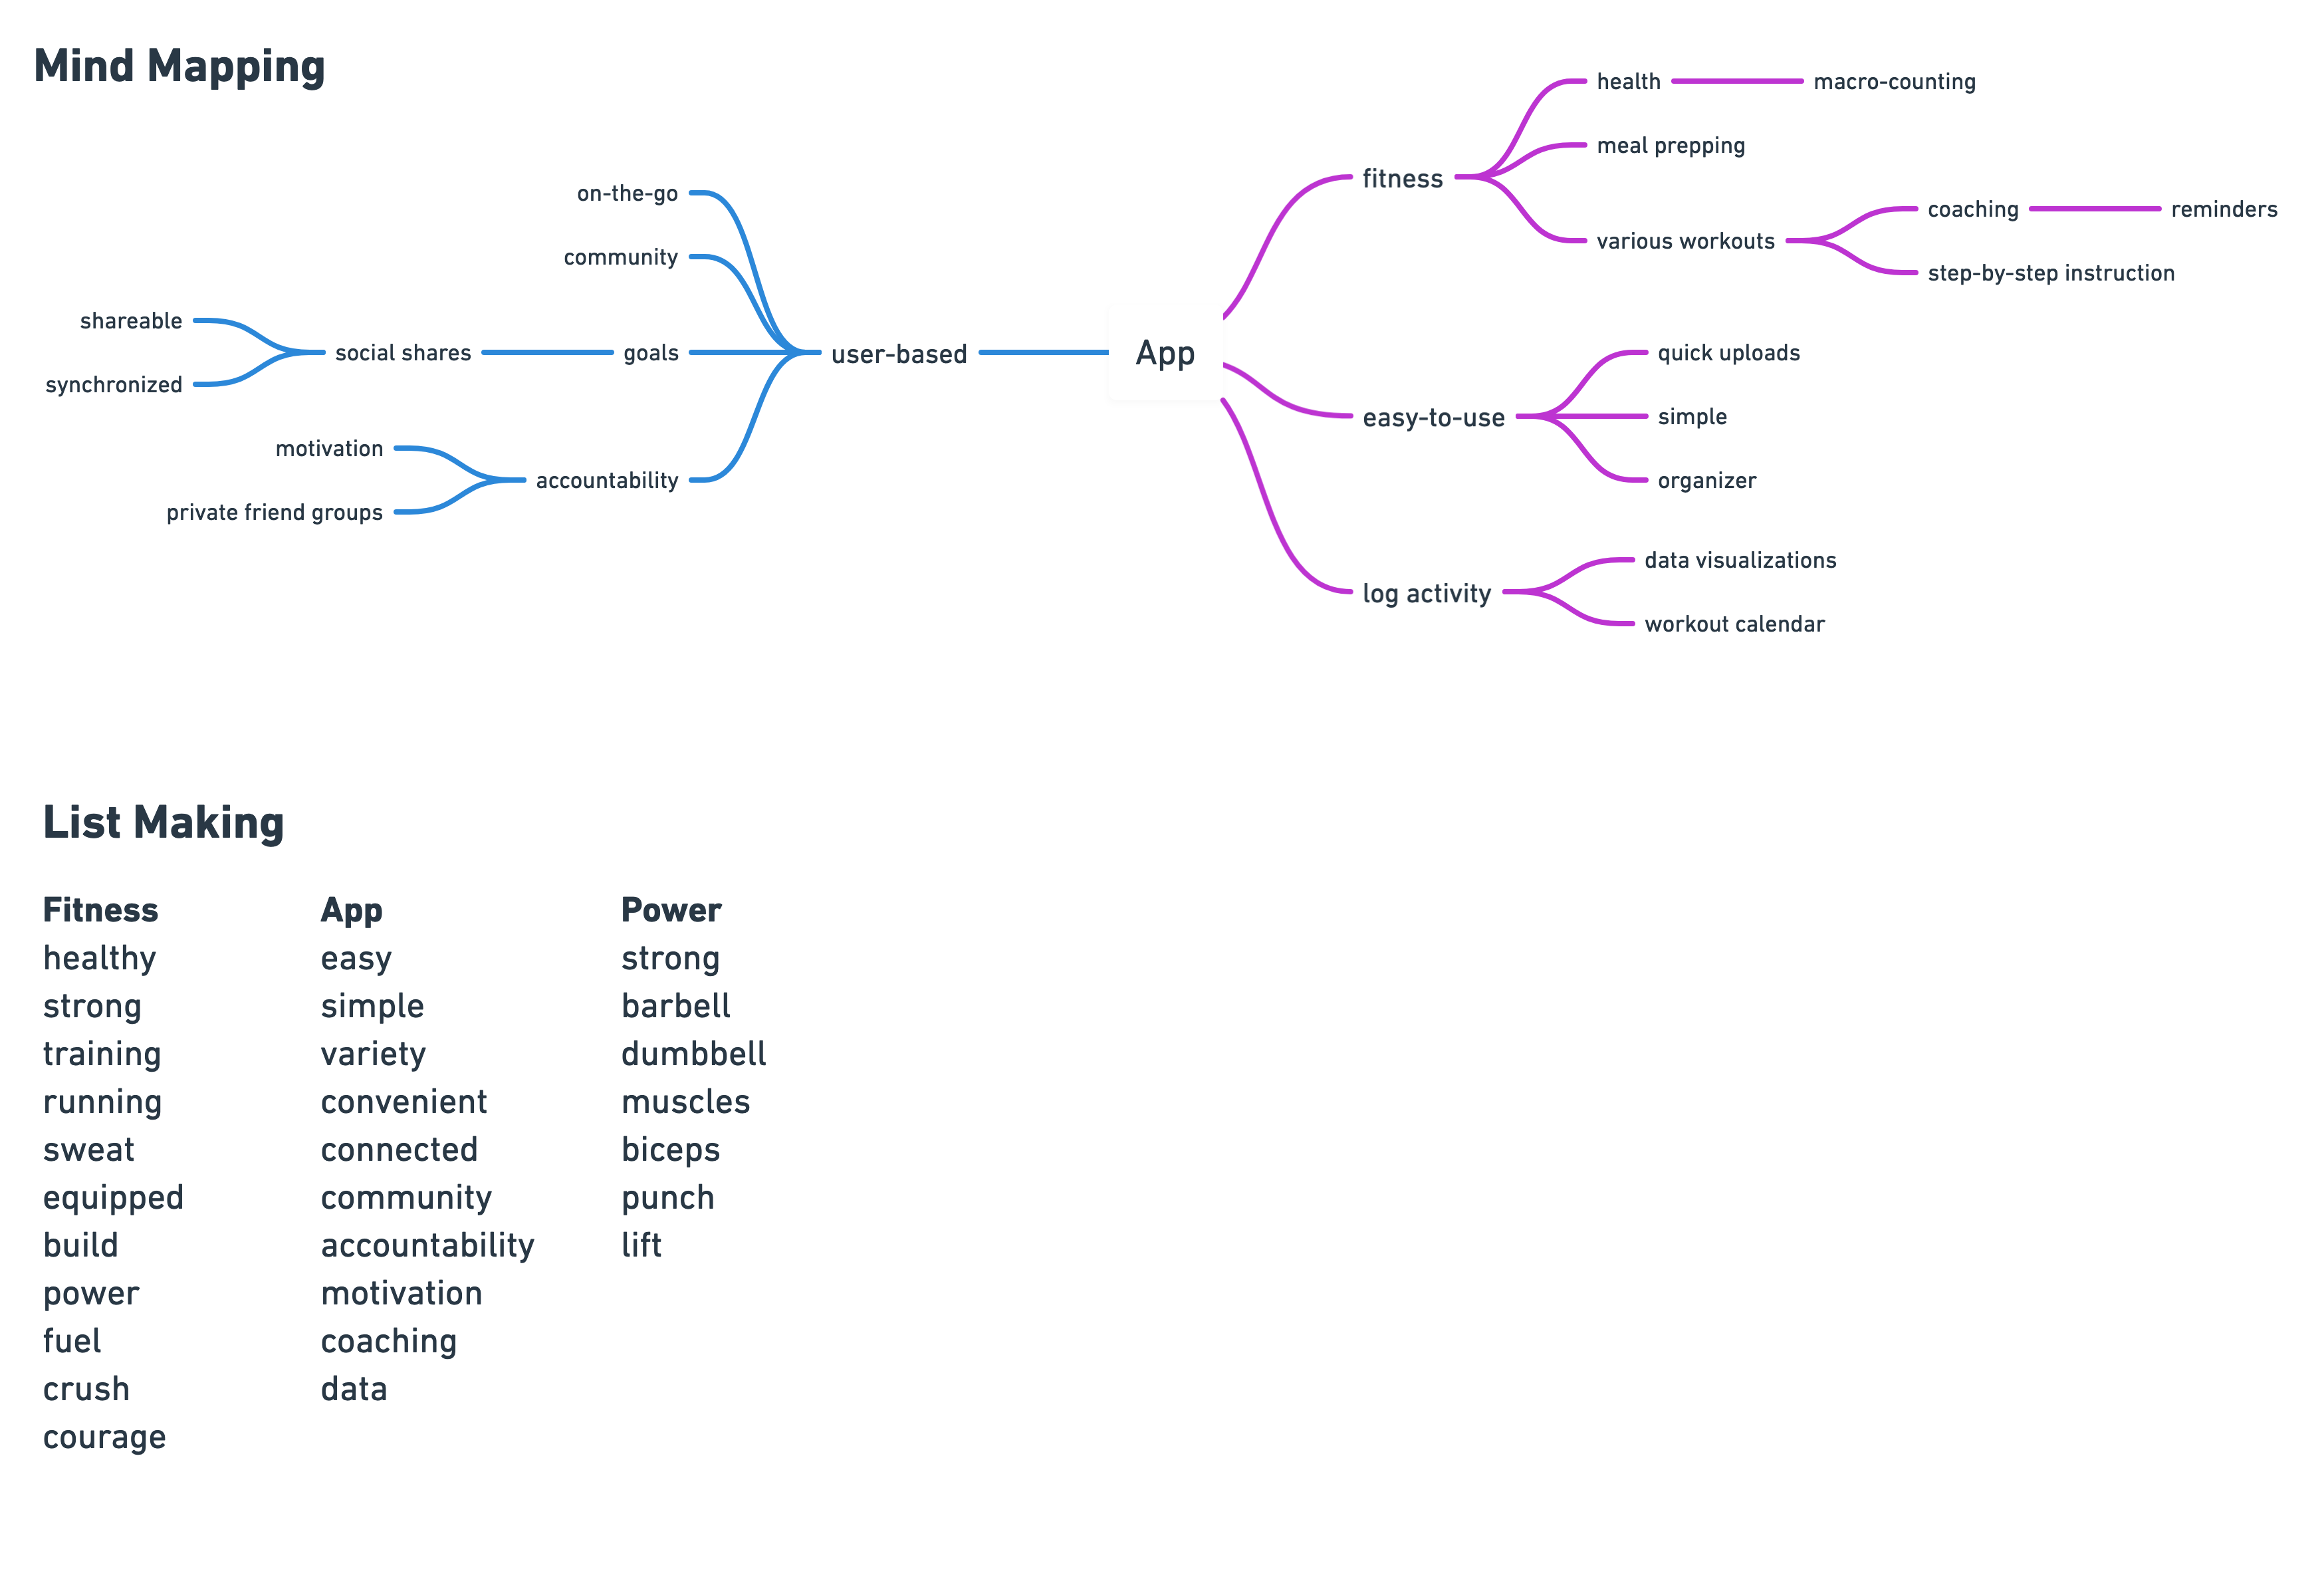 Mind Mapping
on-the-go
community
shareable
social shares
goals
user-based
synchronized
motivation
accountability
private friend groups
App
fitness
health
macro-counting
meal prepping
various workouts
coaching
reminders
step-by-step instruction
easy-to-use
quick uploads
simple
organizer
log activity
data visualizations
workout calendar
List Making
Fitness
healthy
strong
training
running
sweat
equipped
build
power
fuel
crush
courage
App
easy
simple
variety
convenient
connected
community
accountability
motivation
coaching
data
Power
strong
barbell
dumbbell
muscles
biceps
punch
lift